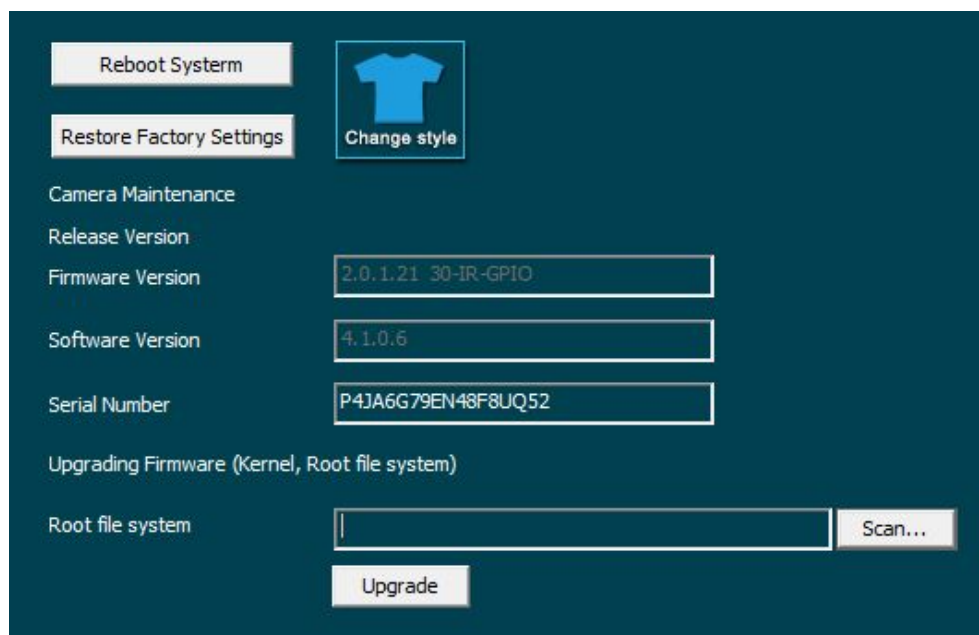 Reboot Systerm
Restore Factory Settings
Change style
Camera Maintenance
Release Version
Firmware Version 2.0.1.21 30-IR-GPIO
Software Version 4.1.0.6
Serial Number P4JA6G79EN48F8UQ52
Upgrading Firmware (Kernel, Root file system)
Root file system Scan...
Upgrade